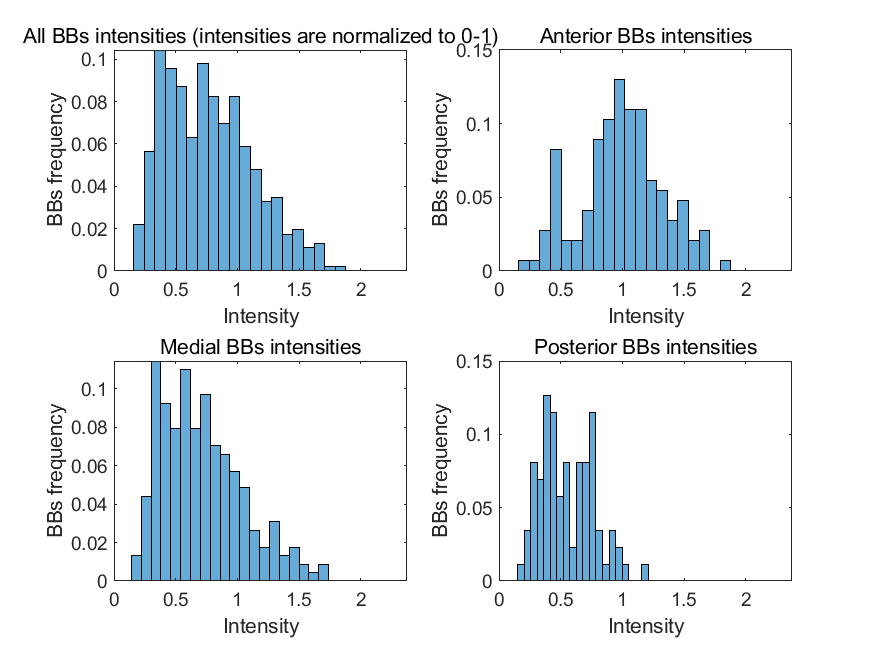 All BBs intensities (intensities are normalized to 0-1)
BBs frequency
0.1
0.08
0.06
0.04
0.02
0
0 0.5 1 1.5 2
Intensity
Anterior BBs intensities
BBs frequency
0.15
0.1
0.05
0
0 0.5 1 1.5 2
Intensity
Medial BBs intensities
BBs frequency
0.1
0.08
0.06
0.04
0.02
0
0 0.5 1 1.5 2
Intensity
Posterior BBs intensities
BBs frequency
0.15
0.1
0.05
0
0 0.5 1 1.5 2
Intensity